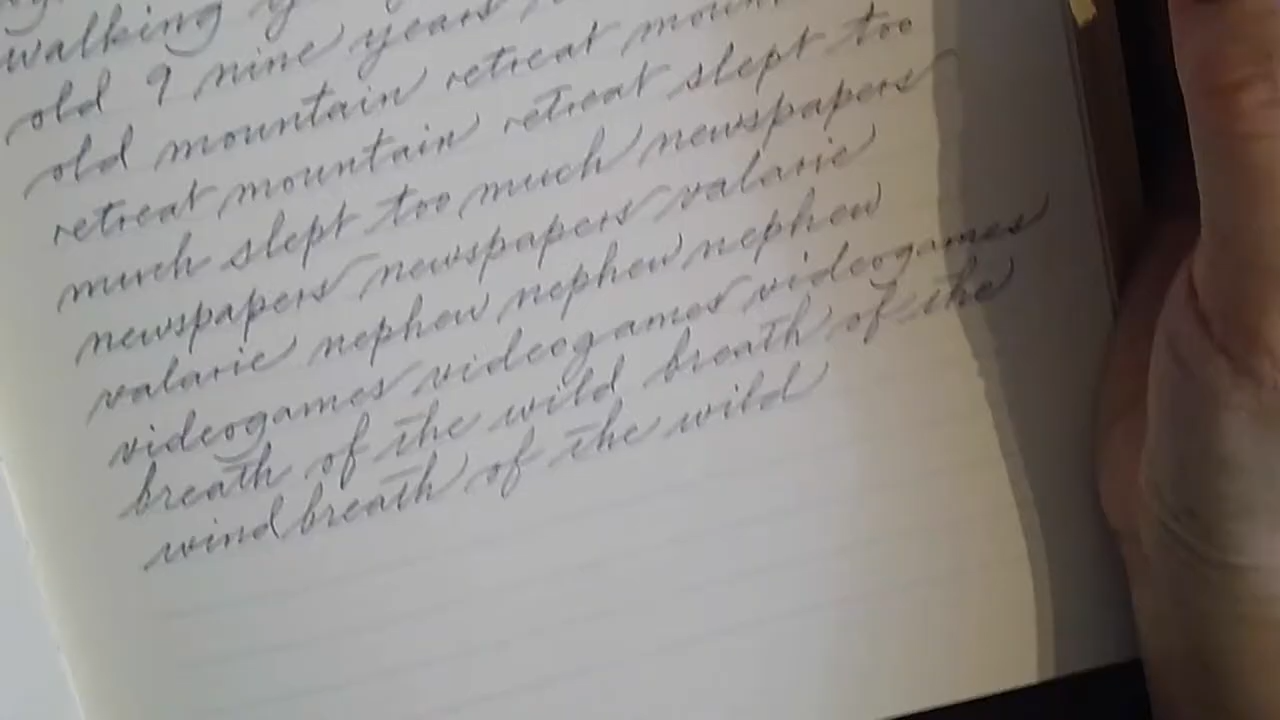 walking
old 9 nine years
old mountain retreat
retreat mountain retreat slept too
much slept too much newspapers
newspapers newspapers valarie
valarie nephew nephew nephew
videogames videogames videogames
breath of the wild breath of the
wind breath of the wild